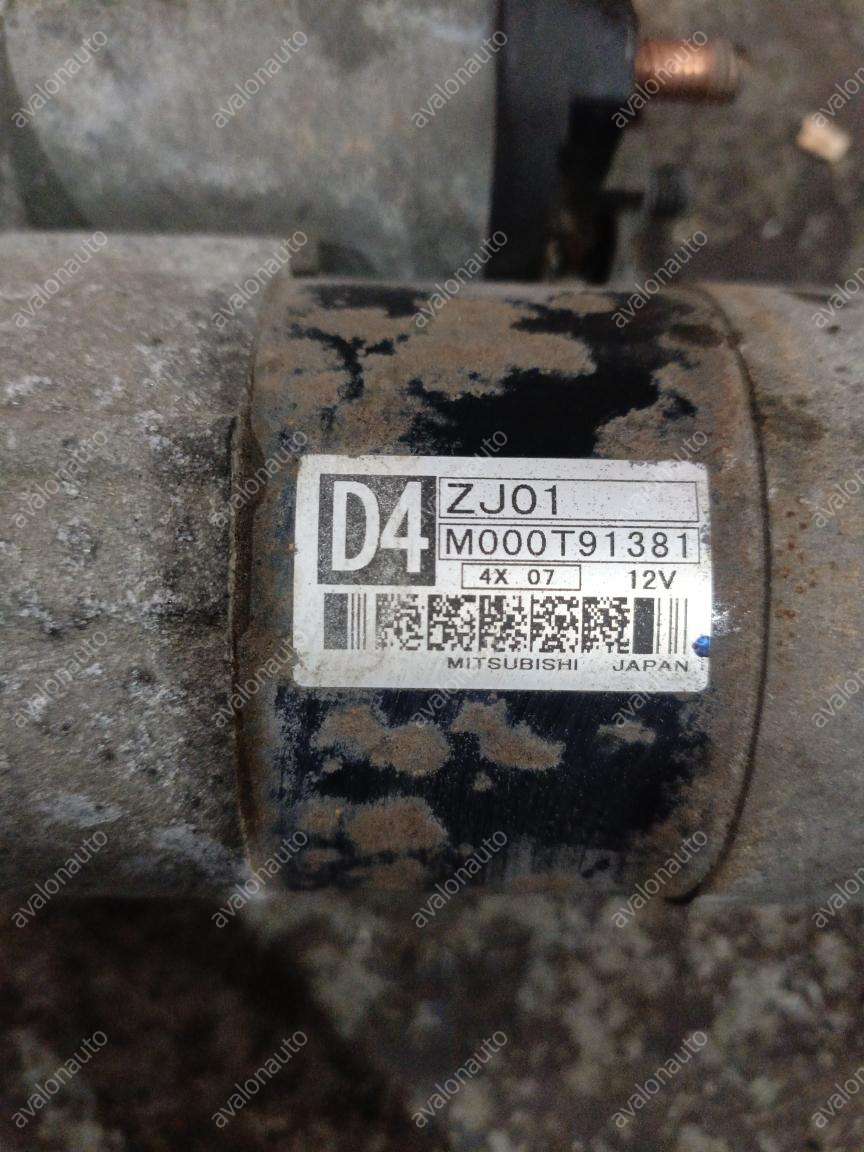 D4
ZJ01
M000T91381
4X 07 12V
MITSUBISHI JAPAN
avalonauto